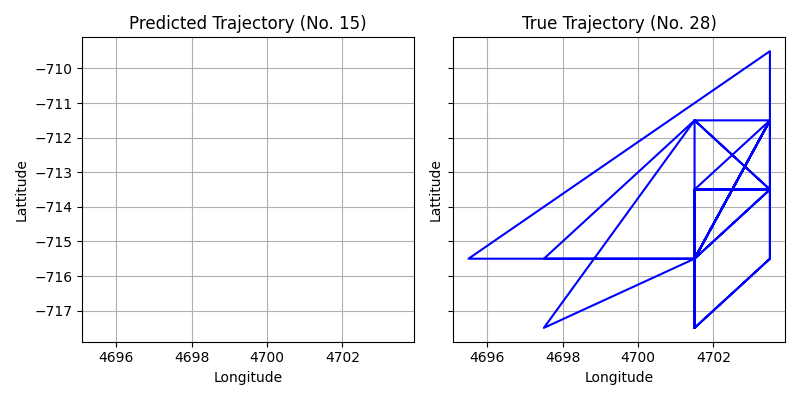 Predicted Trajectory (No. 15)
True Trajectory (No. 28)
Lattitude
−710
−711
−712
−713
−714
−715
−716
−717
4696
4698
4700
4702
Longitude
Lattitude
4696
4698
4700
4702
Longitude